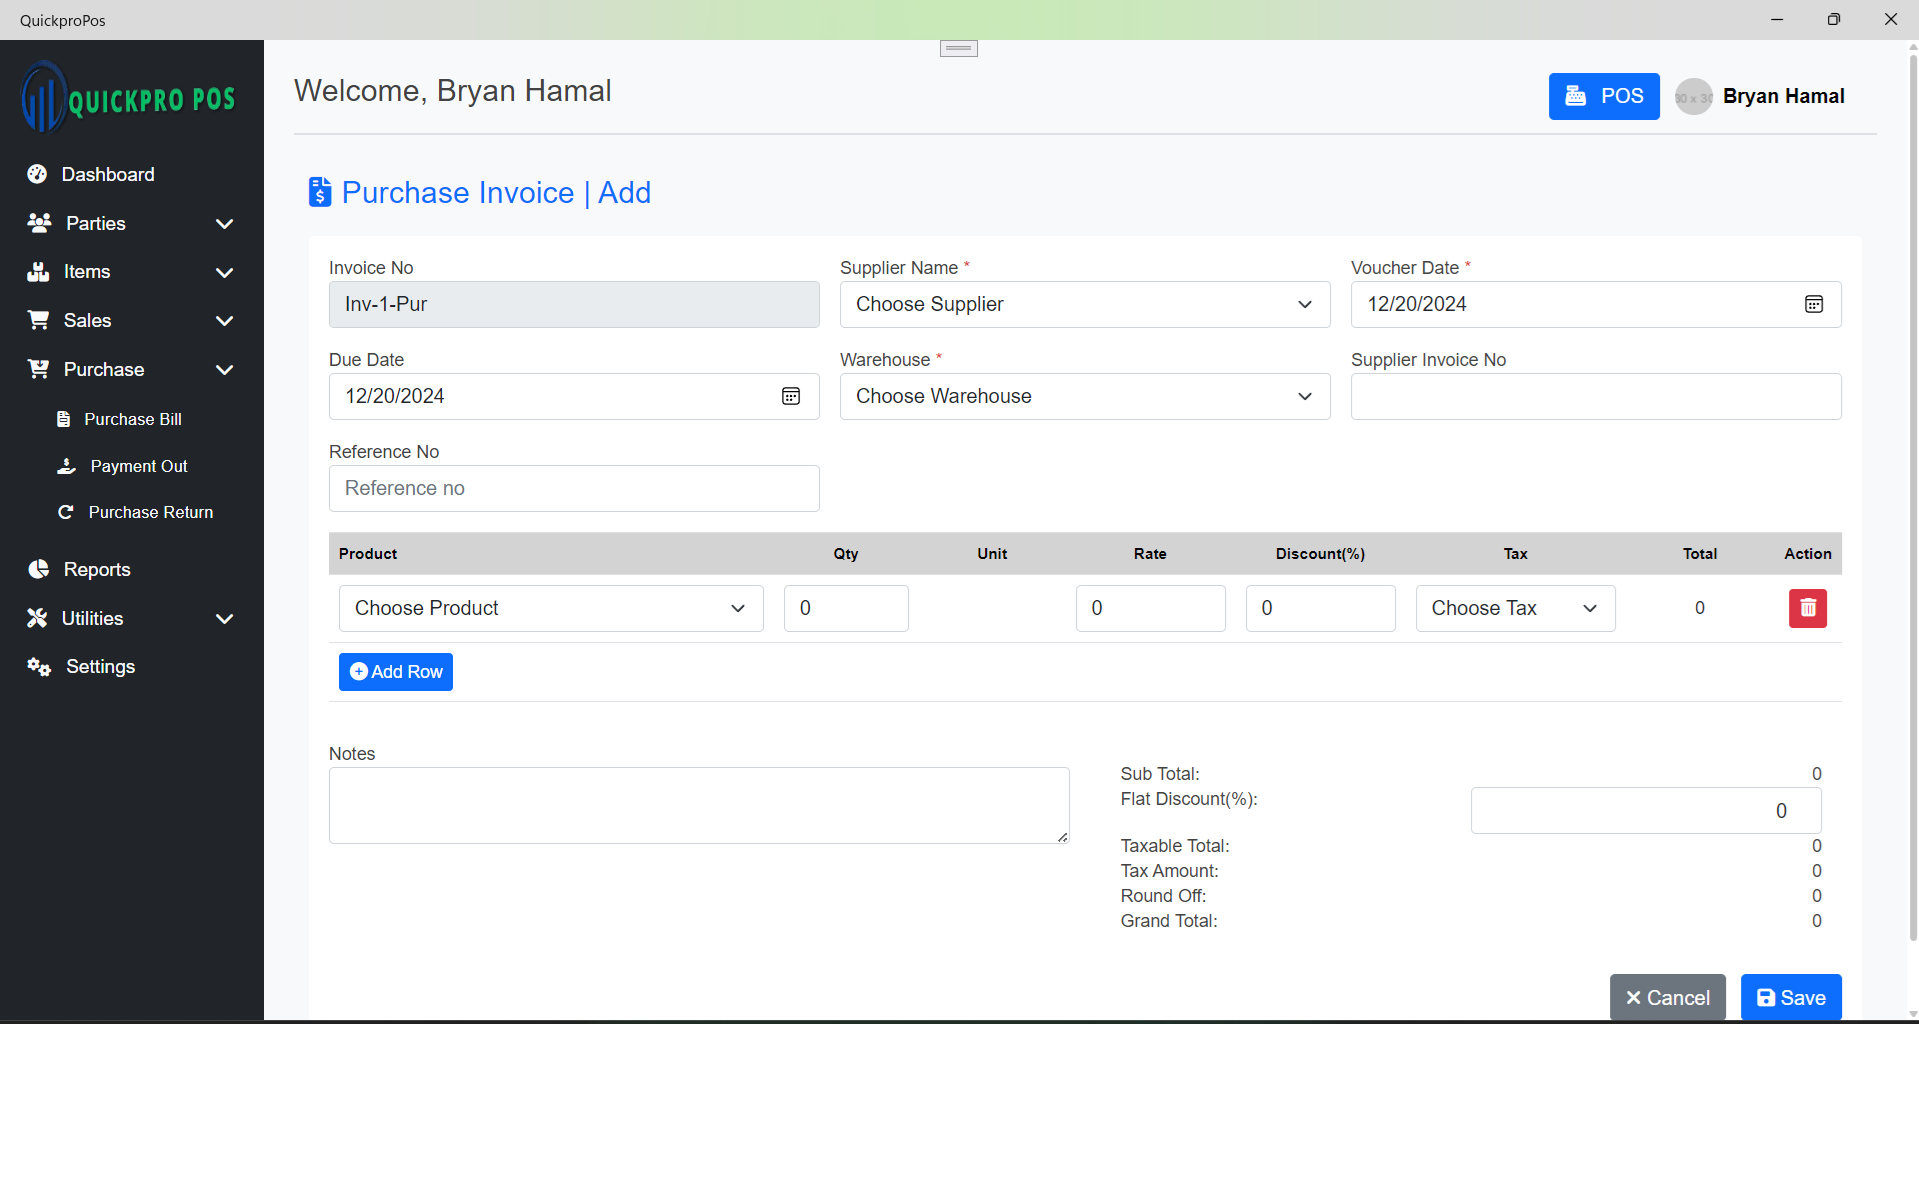 QuickproPos
QUICKPRO POS
Welcome, Bryan Hamal
POS
Bryan Hamal
Dashboard
Parties
Items
Sales
Purchase
Purchase Bill
Payment Out
Purchase Return
Reports
Utilities
Settings
Purchase Invoice | Add
Invoice No
Supplier Name *
Voucher Date *
Inv-1-Pur
Choose Supplier
12/20/2024
Due Date
Warehouse *
Supplier Invoice No
12/20/2024
Choose Warehouse
Reference No
Reference no
Product Qty Unit Rate Discount(%) Tax Total Action
Choose Product 0 0 0 Choose Tax 0
Add Row
Notes
Sub Total: 0
Flat Discount(%): 0
Taxable Total: 0
Tax Amount: 0
Round Off: 0
Grand Total: 0
Cancel
Save